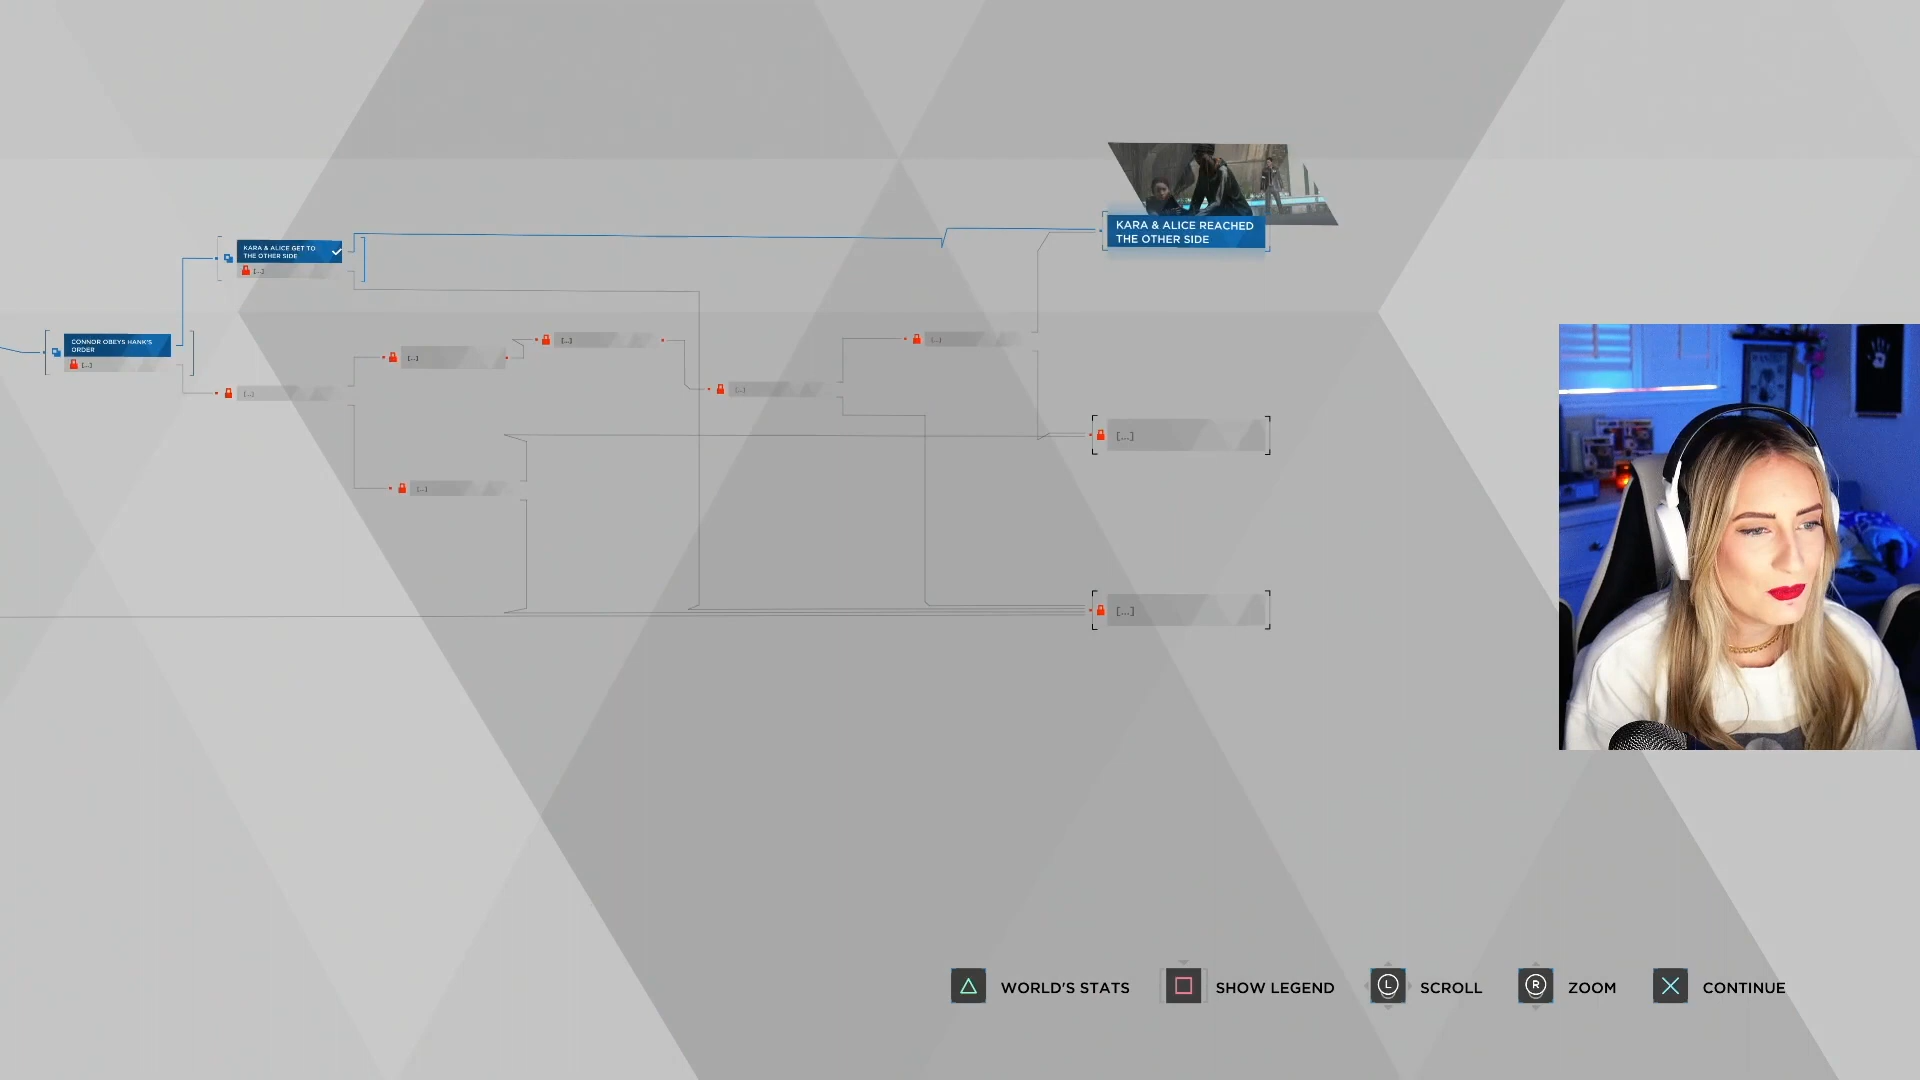 KARA & ALICE REACHED
THE OTHER SIDE
KARA & ALICE GET TO
THE OTHER SIDE
[...]
CONNOR OBEYS HANK'S
ORDER
[...]
[...]
[...]
[...]
[...]
[...]
[...]
[...]
[...]
WORLD'S STATS
SHOW LEGEND
L
SCROLL
R
ZOOM
CONTINUE